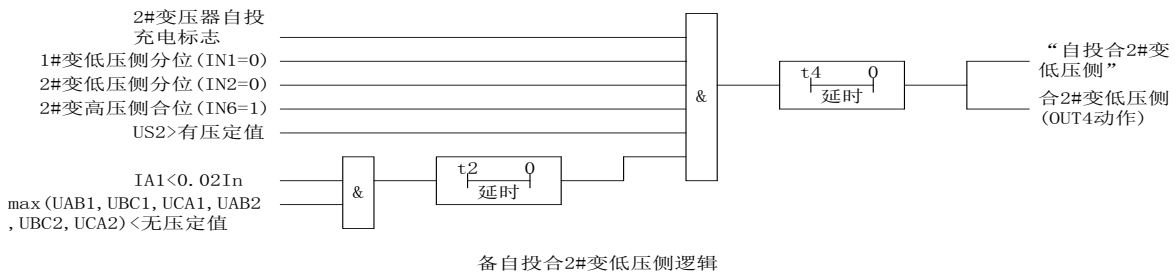 2#变压器自投
充电标志
1#变低压侧分位(IN1=0)
2#变低压侧分位(IN2=0)
2#变高压侧合位(IN6=1)
US2>有压定值
IA1<0.02In
max(UAB1,UBC1,UCA1,UAB2
,UBC2,UCA2)<无压定值
&
t2 0
延时
&
t4 0
延时
“自投合2#变
低压侧”
合2#变低压侧
(OUT4动作)
备自投合2#变低压侧逻辑